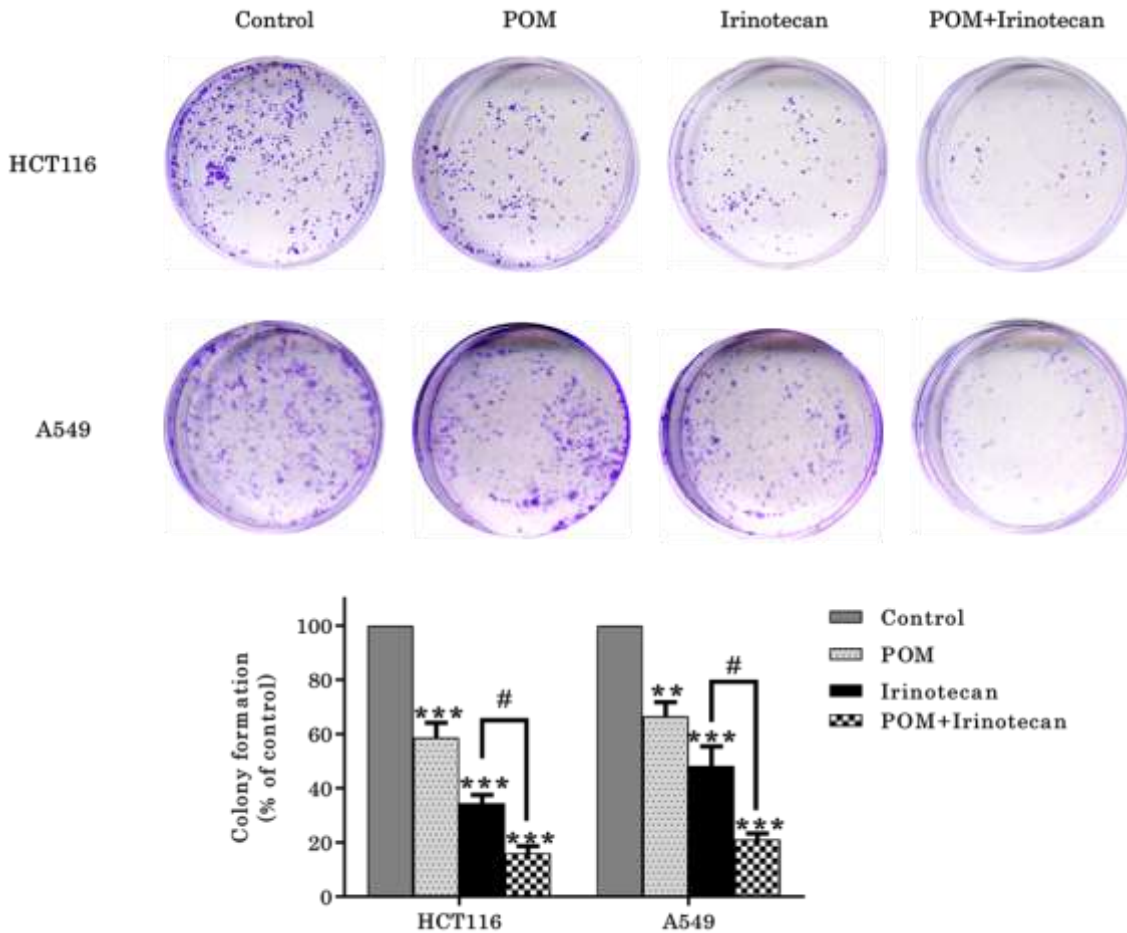 Control POM Irinotecan POM+Irinotecan
HCT116
A549
Colony formation
(% of control)
100
80
60
40
20
0
***
***
***
#
**
***
***
#
HCT116 A549
Control
POM
Irinotecan
POM+Irinotecan